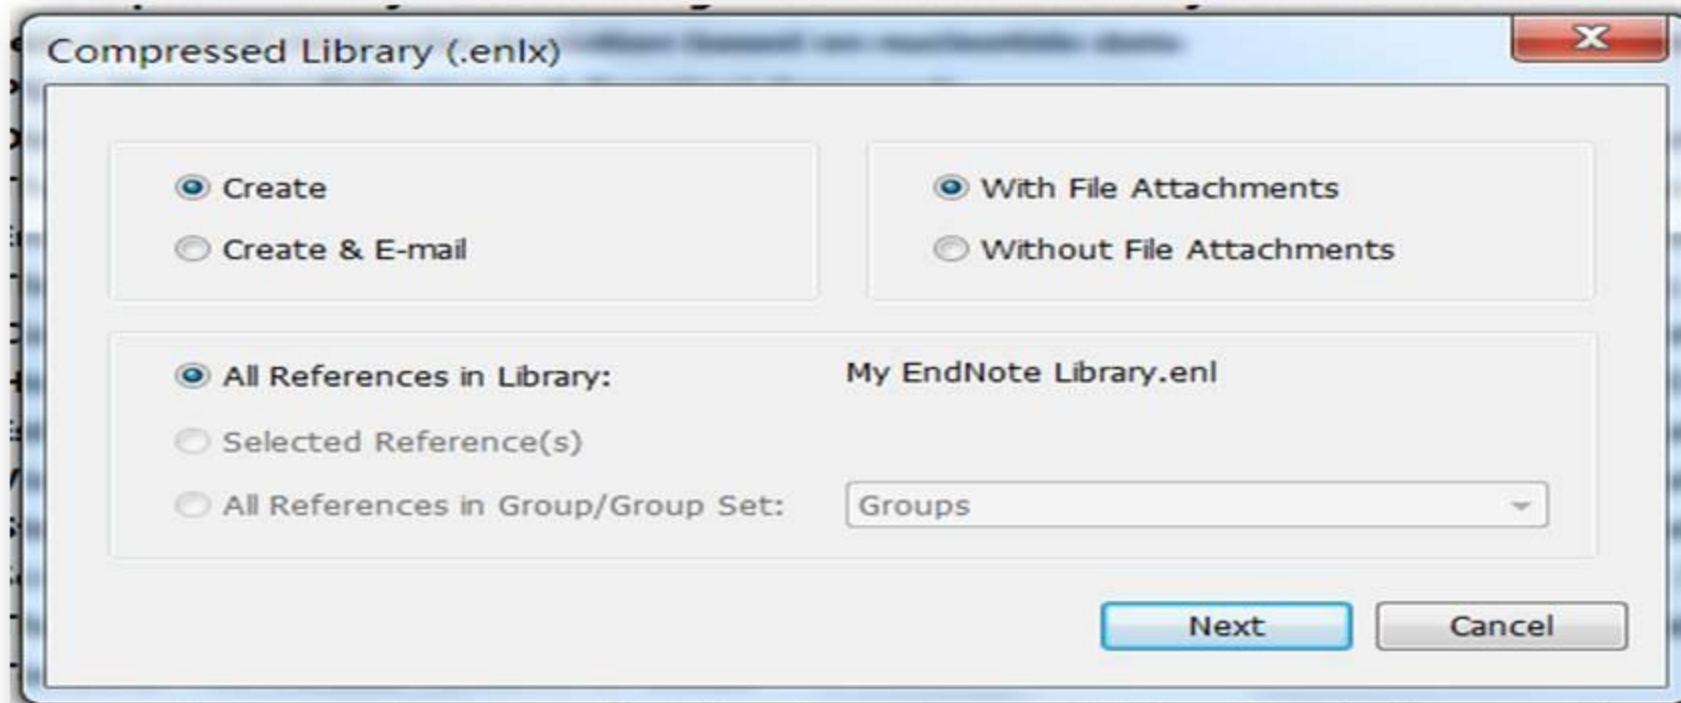 Compressed Library (.enlx)
Create
Create & E-mail
With File Attachments
Without File Attachments
All References in Library:
My EndNote Library.enl
Selected Reference(s)
All References in Group/Group Set:
Groups
Next
Cancel